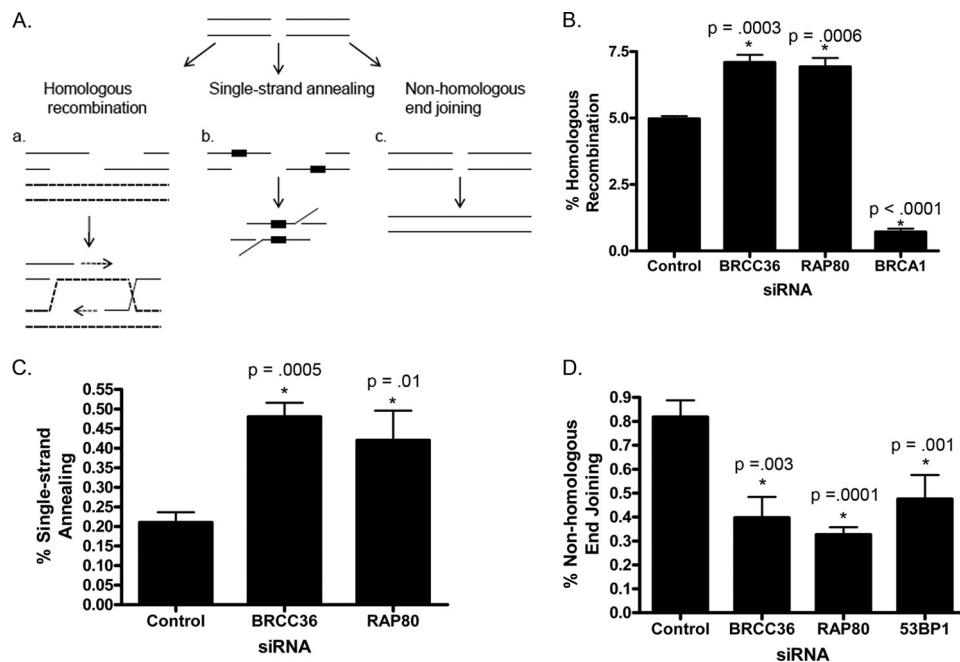 A.
Homologous
recombination
Single-strand annealing
Non-homologous
end joining
a.
b.
c.
B.
% Homologous
Recombination
7.5
5.0
2.5
0.0
p = .0003
*
p = .0006
*
p < .0001
*
Control
BRCC36
RAP80
BRCA1
siRNA
C.
% Single-strand
Annealing
0.55
0.50
0.45
0.40
0.35
0.30
0.25
0.20
0.15
0.10
0.05
0.00
p = .0005
*
p = .01
*
Control
BRCC36
RAP80
siRNA
D.
% Non-homologous
End Joining
0.9
0.8
0.7
0.6
0.5
0.4
0.3
0.2
0.1
0.0
p =.003
*
p =.0001
*
p = .001
*
Control
BRCC36
RAP80
53BP1
siRNA